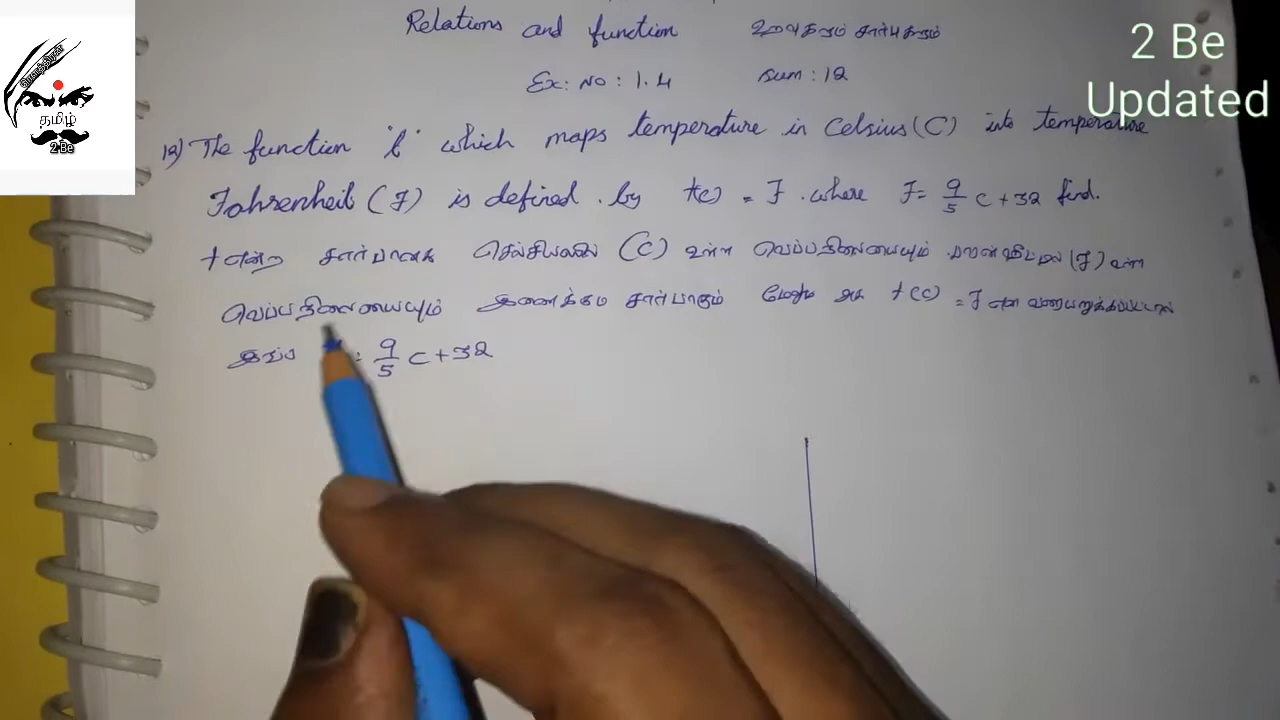 Relations and function உறவுகளும் சார்புகளும்
Ex: No: 1.4 Sum: 12
12) The function 't' which maps temperature in Celsius (C) into temperature
Fahrenheit (F) is defined by t(c) = F where F = 9/5 C + 32 find.
t என்ற சார்பானது செல்சியஸில் (C) உள்ள வெப்பநிலையையும் பாரன்ஹீட்டில் (F) உள்ள
வெப்பநிலையையும் இணைக்கும் சார்பாகும் மேலும் அது t(C) = F என வரையறுக்கப்பட்டால்
இங்கு = 9/5 C + 32
2 Be
Updated
தமிழ்
2 Be